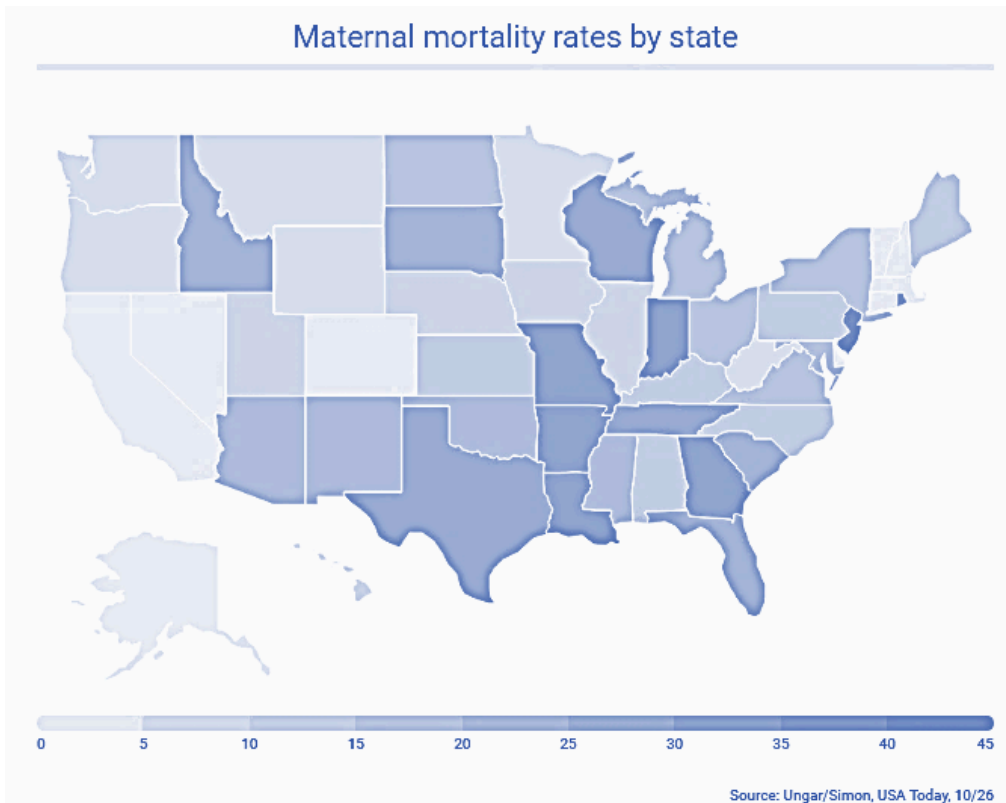 Maternal mortality rates by state
0 5 10 15 20 25 30 35 40 45
Source: Ungar/Simon, USA Today, 10/26